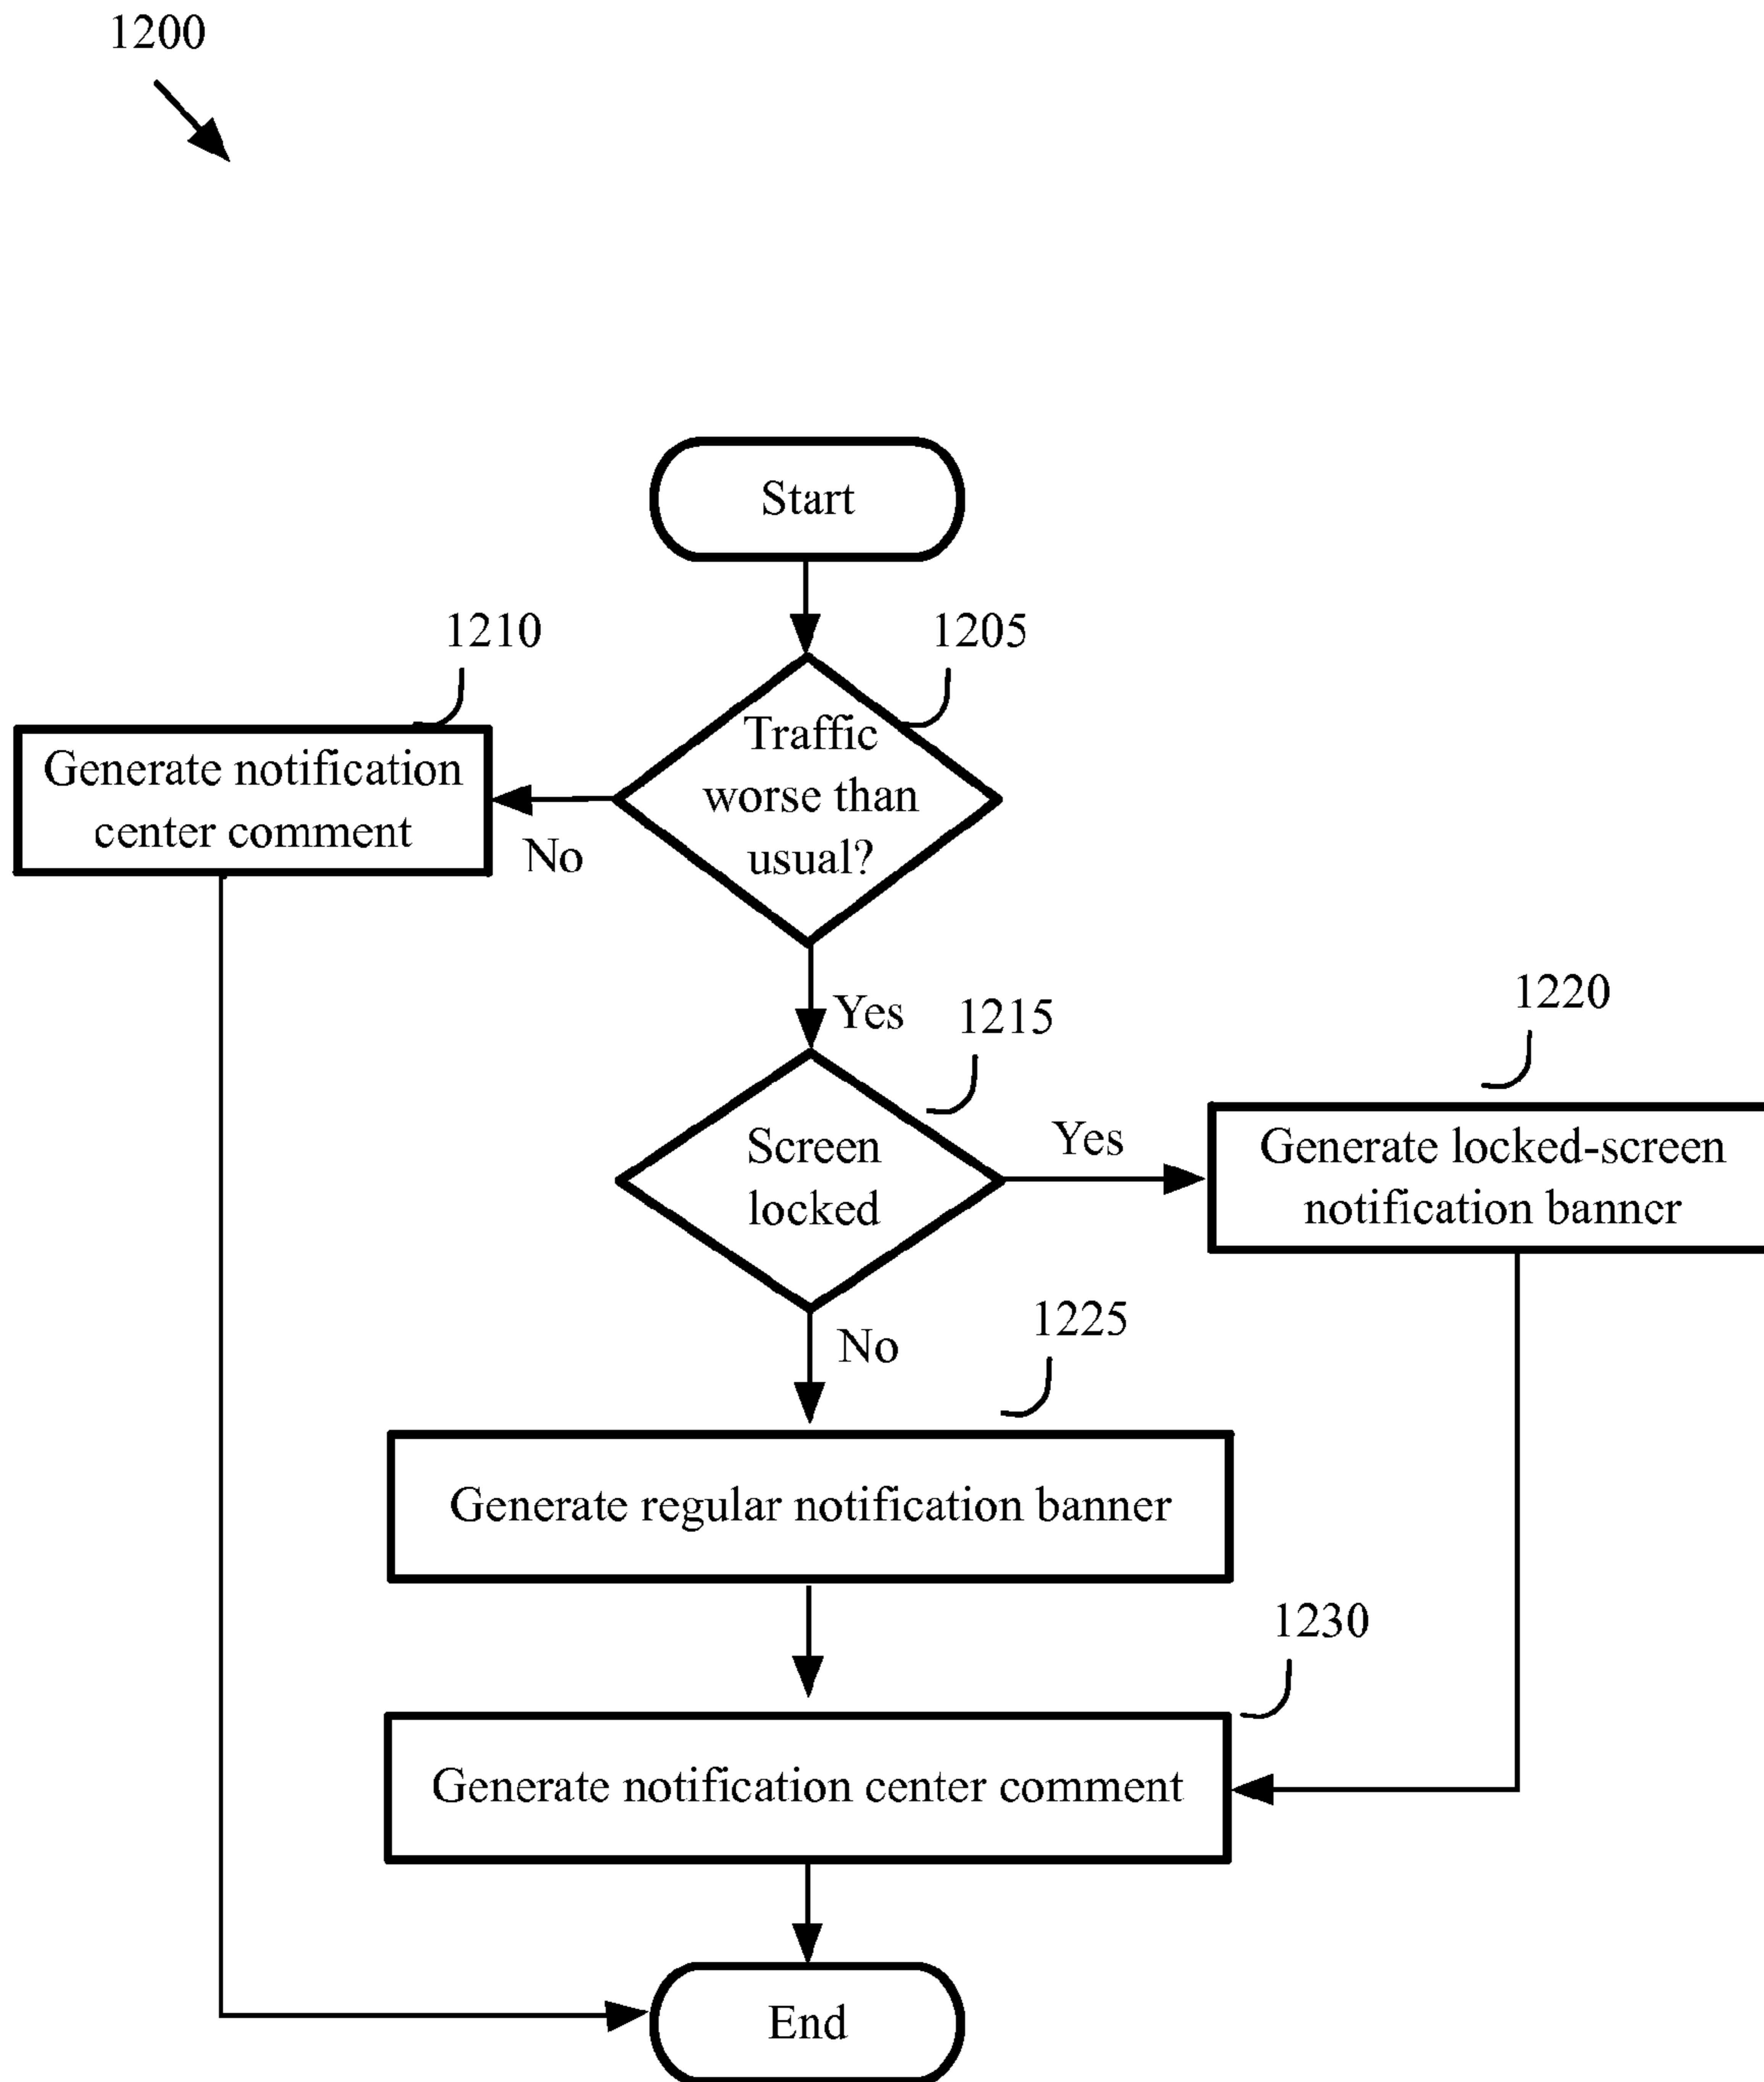 1200
Start
1210
1205
Generate notification
center comment
Traffic
worse than
usual?
No
Yes
1215
1220
Screen
locked
Yes
Generate locked-screen
notification banner
No
1225
Generate regular notification banner
1230
Generate notification center comment
End